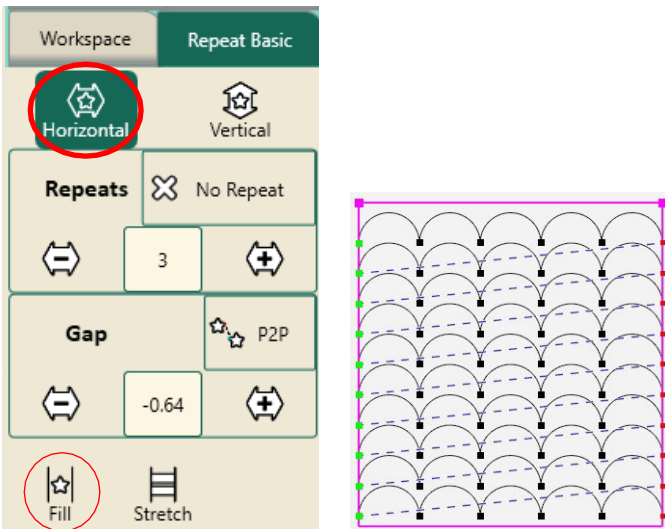 Workspace Repeat Basic
Horizontal Vertical
Repeats No Repeat
3
Gap P2P
-0.64
Fill Stretch